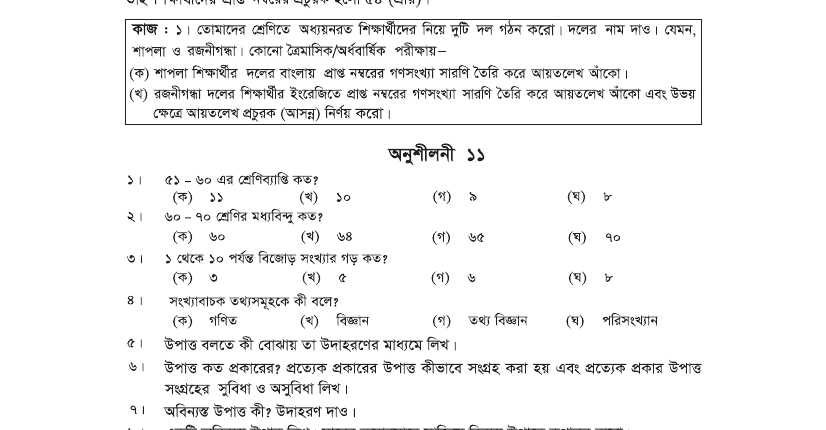 কাজ : ১। তোমাদের শ্রেণিতে অধ্যয়নরত শিক্ষার্থীদের নিয়ে দুটি দল গঠন করো। দলের নাম দাও। যেমন,
শাপলা ও রজনীগন্ধা। কোনো ত্রৈমাসিক/অর্ধবার্ষিক পরীক্ষায়–
(ক) শাপলা শিক্ষার্থীর দলের বাংলায় প্রাপ্ত নম্বরের গণসংখ্যা সারণি তৈরি করে আয়তলেখ আঁকো।
(খ) রজনীগন্ধা দলের শিক্ষার্থীর ইংরেজিতে প্রাপ্ত নম্বরের গণসংখ্যা সারণি তৈরি করে আয়তলেখ আঁকো এবং উভয়
ক্ষেত্রে আয়তলেখ প্রচুরক (আসন্ন) নির্ণয় করো।
অনুশীলনী ১১
১। ৫১ – ৬০ এর শ্রেণিব্যাপ্তি কত?
(ক) ১১ (খ) ১০ (গ) ৯ (ঘ) ৮
২। ৬০ – ৭০ শ্রেণির মধ্যবিন্দু কত?
(ক) ৬০ (খ) ৬৪ (গ) ৬৫ (ঘ) ৭০
৩। ১ থেকে ১০ পর্যন্ত বিজোড় সংখ্যার গড় কত?
(ক) ৩ (খ) ৫ (গ) ৬ (ঘ) ৮
৪। সংখ্যাবাচক তথ্যসমূহকে কী বলে?
(ক) গণিত (খ) বিজ্ঞান (গ) তথ্য বিজ্ঞান (ঘ) পরিসংখ্যান
৫। উপাত্ত বলতে কী বোঝায় তা উদাহরণের মাধ্যমে লিখ।
৬। উপাত্ত কত প্রকারের? প্রত্যেক প্রকারের উপাত্ত কীভাবে সংগ্রহ করা হয় এবং প্রত্যেক প্রকার উপাত্ত
সংগ্রহের সুবিধা ও অসুবিধা লিখ।
৭। অবিন্যস্ত উপাত্ত কী? উদাহরণ দাও।